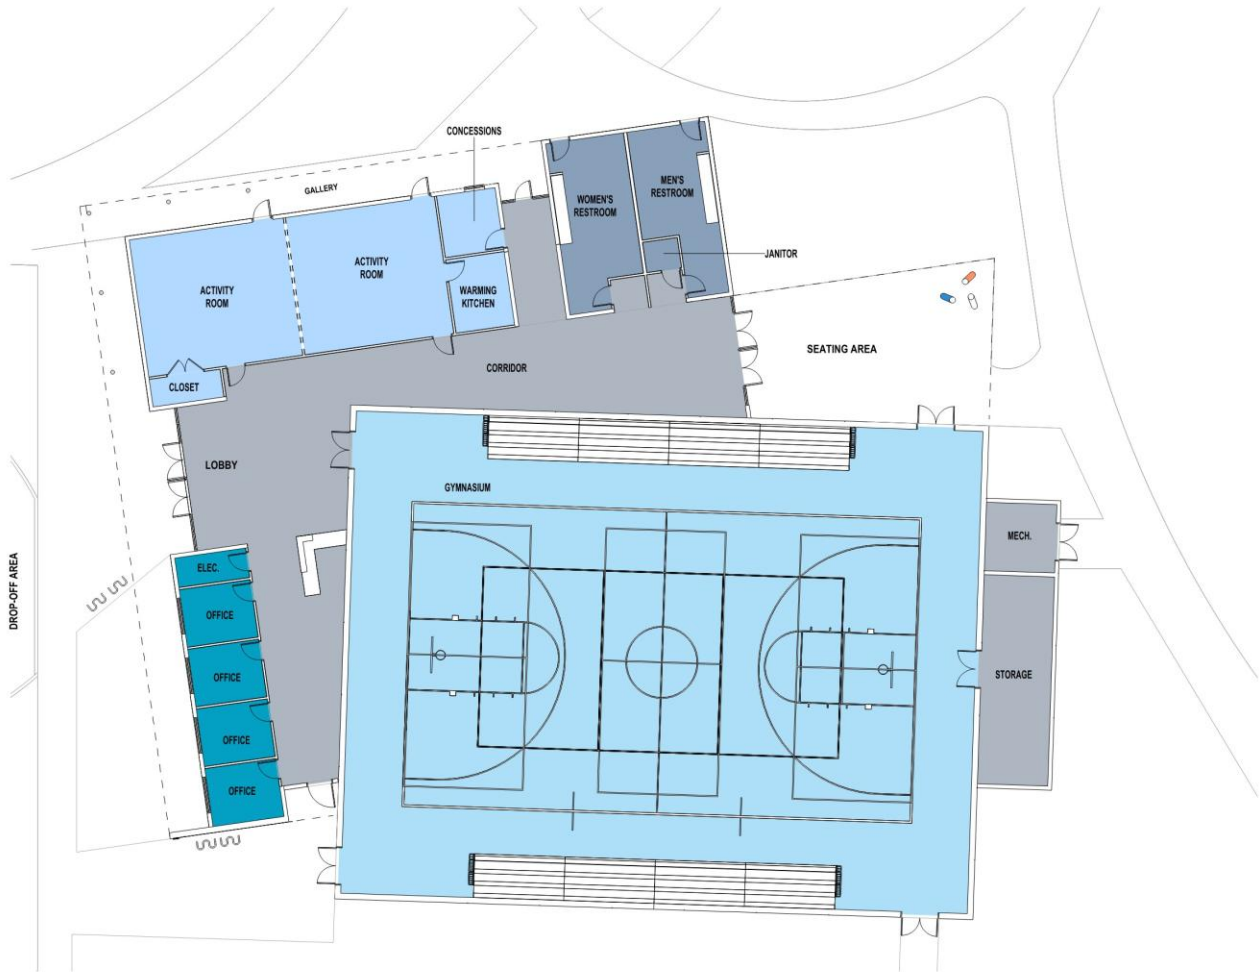 CONCESSIONS
GALLERY
MEN'S
RESTROOM
WOMEN'S
RESTROOM
JANITOR
ACTIVITY
ROOM
ACTIVITY
ROOM
WARMING
KITCHEN
SEATING AREA
CORRIDOR
CLOSET
LOBBY
GYMNASIUM
MECH.
ELEC.
DROP-OFF AREA
OFFICE
OFFICE
STORAGE
OFFICE
OFFICE